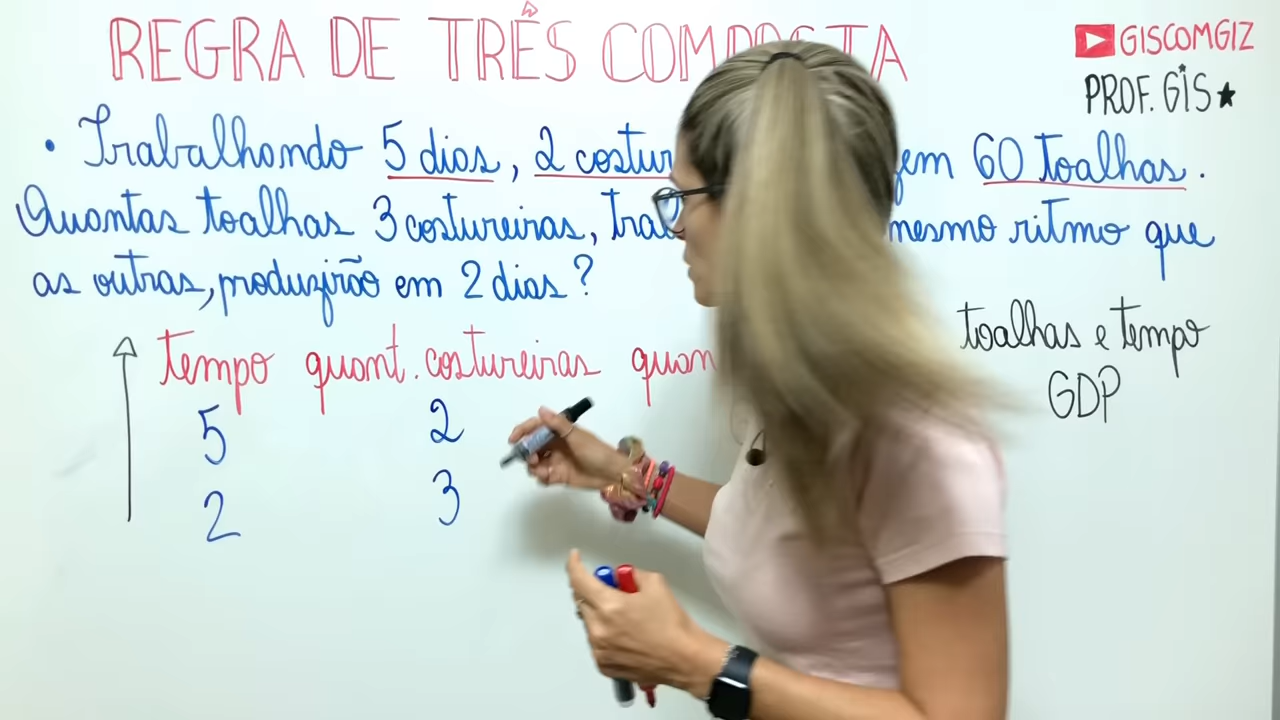 REGRA DE TRÊS COMPOSTA
GISCOMGIZ
PROF. GIS
• Trabalhando 5 dias, 2 costur em 60 toalhas.
Quantas toalhas 3 costureiras, trab mesmo ritmo que
as outras, produzirão em 2 dias?
toalhas e tempo
GDP
tempo quant. costureiras quan
5 2
2 3